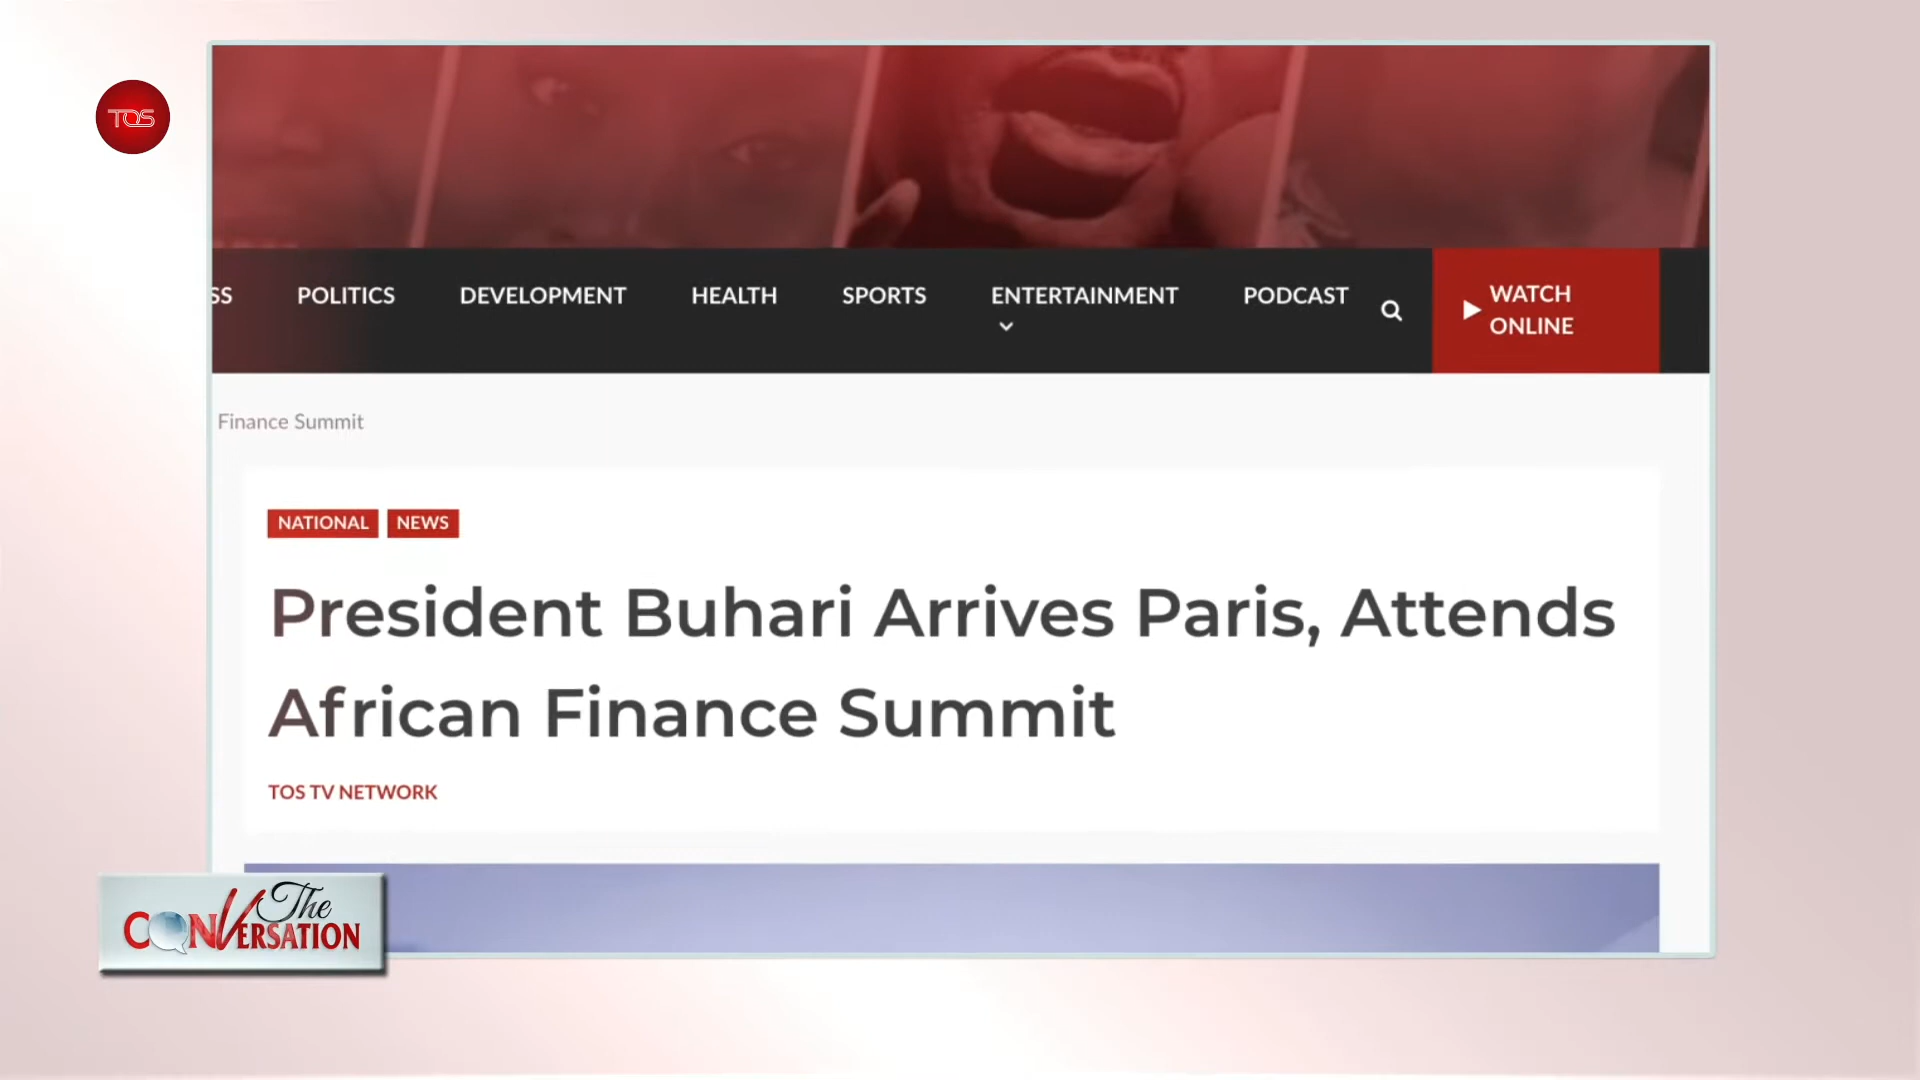 TOS
SS POLITICS DEVELOPMENT HEALTH SPORTS ENTERTAINMENT PODCAST
WATCH
ONLINE
Finance Summit
NATIONAL NEWS
President Buhari Arrives Paris, Attends
African Finance Summit
TOS TV NETWORK
The
CONVERSATION